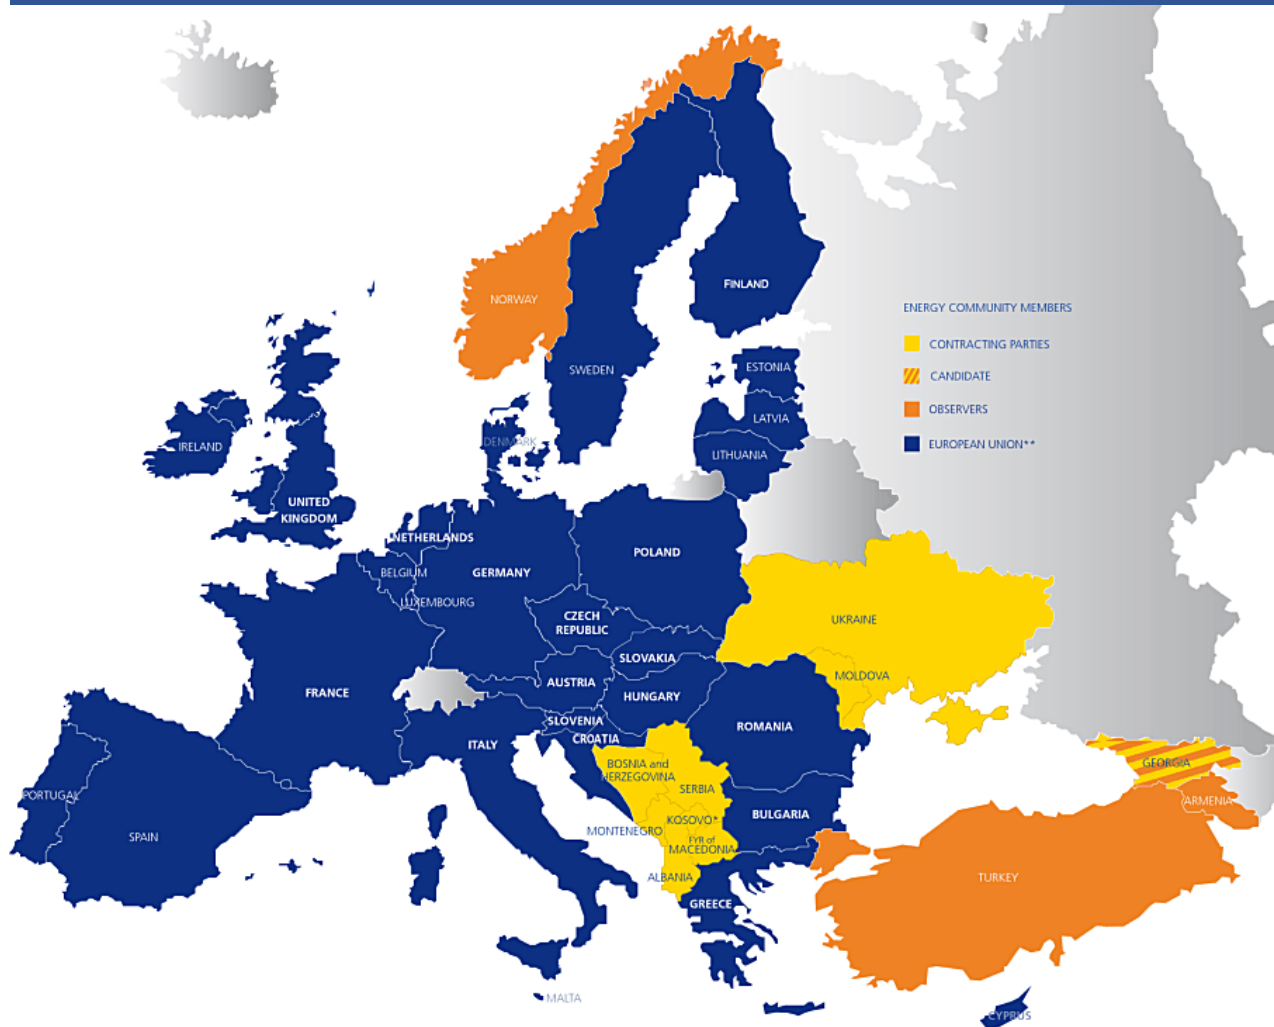 NORWAY
FINLAND
SWEDEN
ENERGY COMMUNITY MEMBERS
CONTRACTING PARTIES
CANDIDATE
OBSERVERS
EUROPEAN UNION**
ESTONIA
LATVIA
LITHUANIA
DENMARK
IRELAND
UNITED
KINGDOM
NETHERLANDS
BELGIUM
LUXEMBOURG
GERMANY
POLAND
CZECH
REPUBLIC
SLOVAKIA
UKRAINE
MOLDOVA
FRANCE
AUSTRIA
HUNGARY
SLOVENIA
CROATIA
ITALY
ROMANIA
BOSNIA and
HERZEGOVINA
SERBIA
GEORGIA
ARMENIA
PORTUGAL
SPAIN
MONTENEGRO
KOSOVO*
BULGARIA
FYR of
MACEDONIA
ALBANIA
GREECE
TURKEY
MALTA
CYPRUS